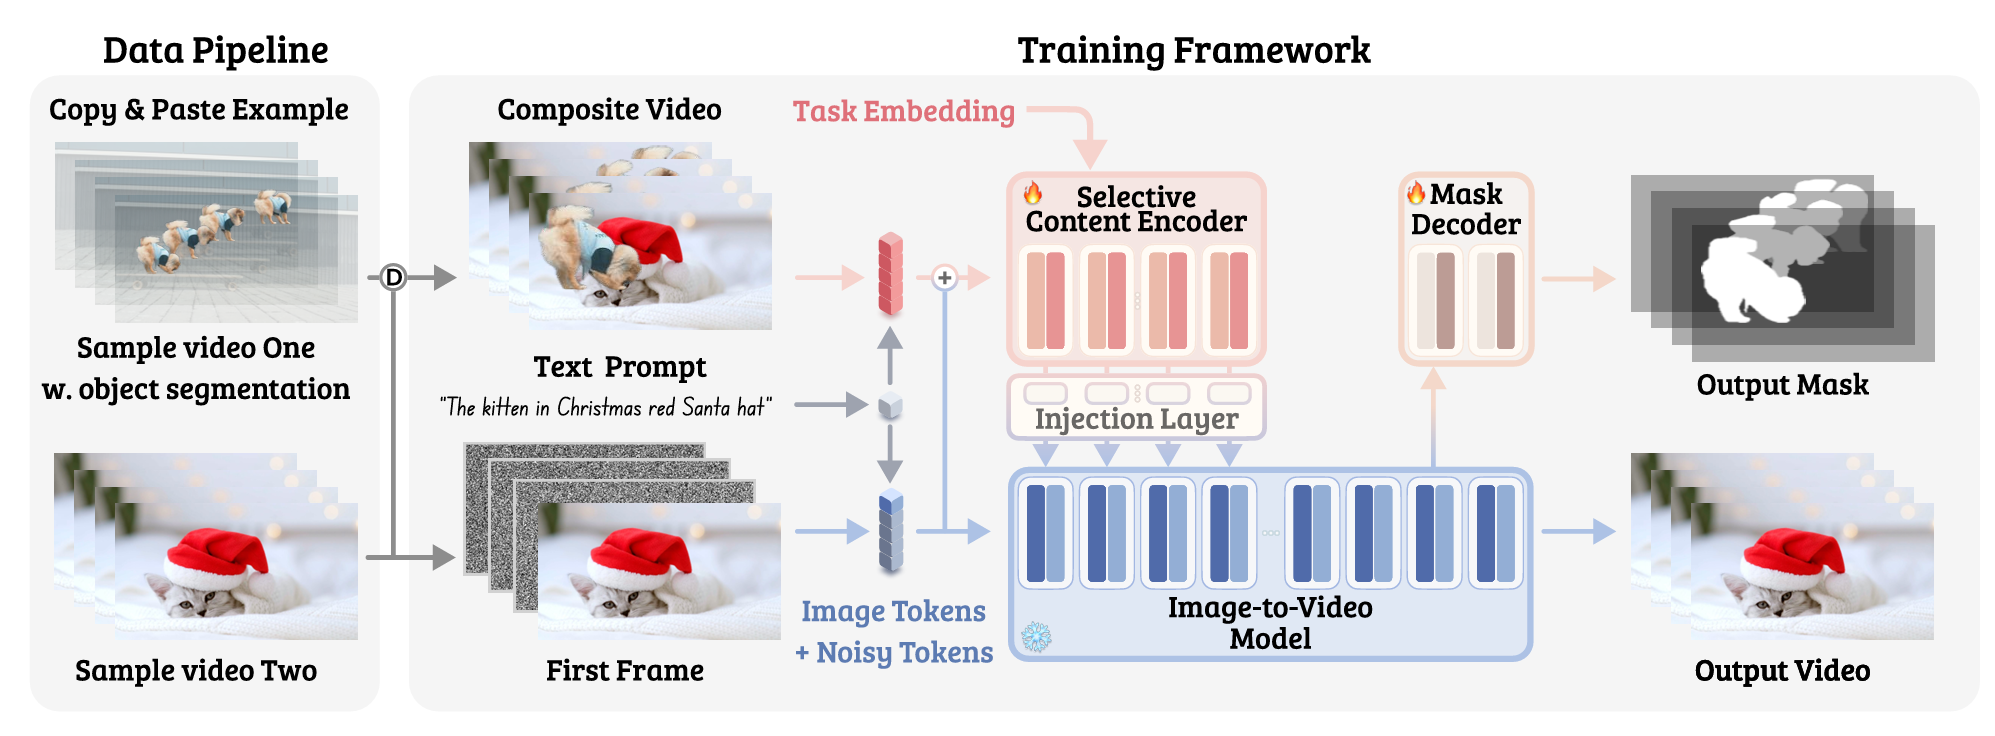 Data Pipeline
Training Framework
Copy & Paste Example
Sample video One
w. object segmentation
Sample video Two
D
Composite Video
Text Prompt
"The kitten in Christmas red Santa hat"
First Frame
Task Embedding
+
Image Tokens
+ Noisy Tokens
Selective
Content Encoder
Injection Layer
Image-to-Video
Model
Mask
Decoder
Output Mask
Output Video